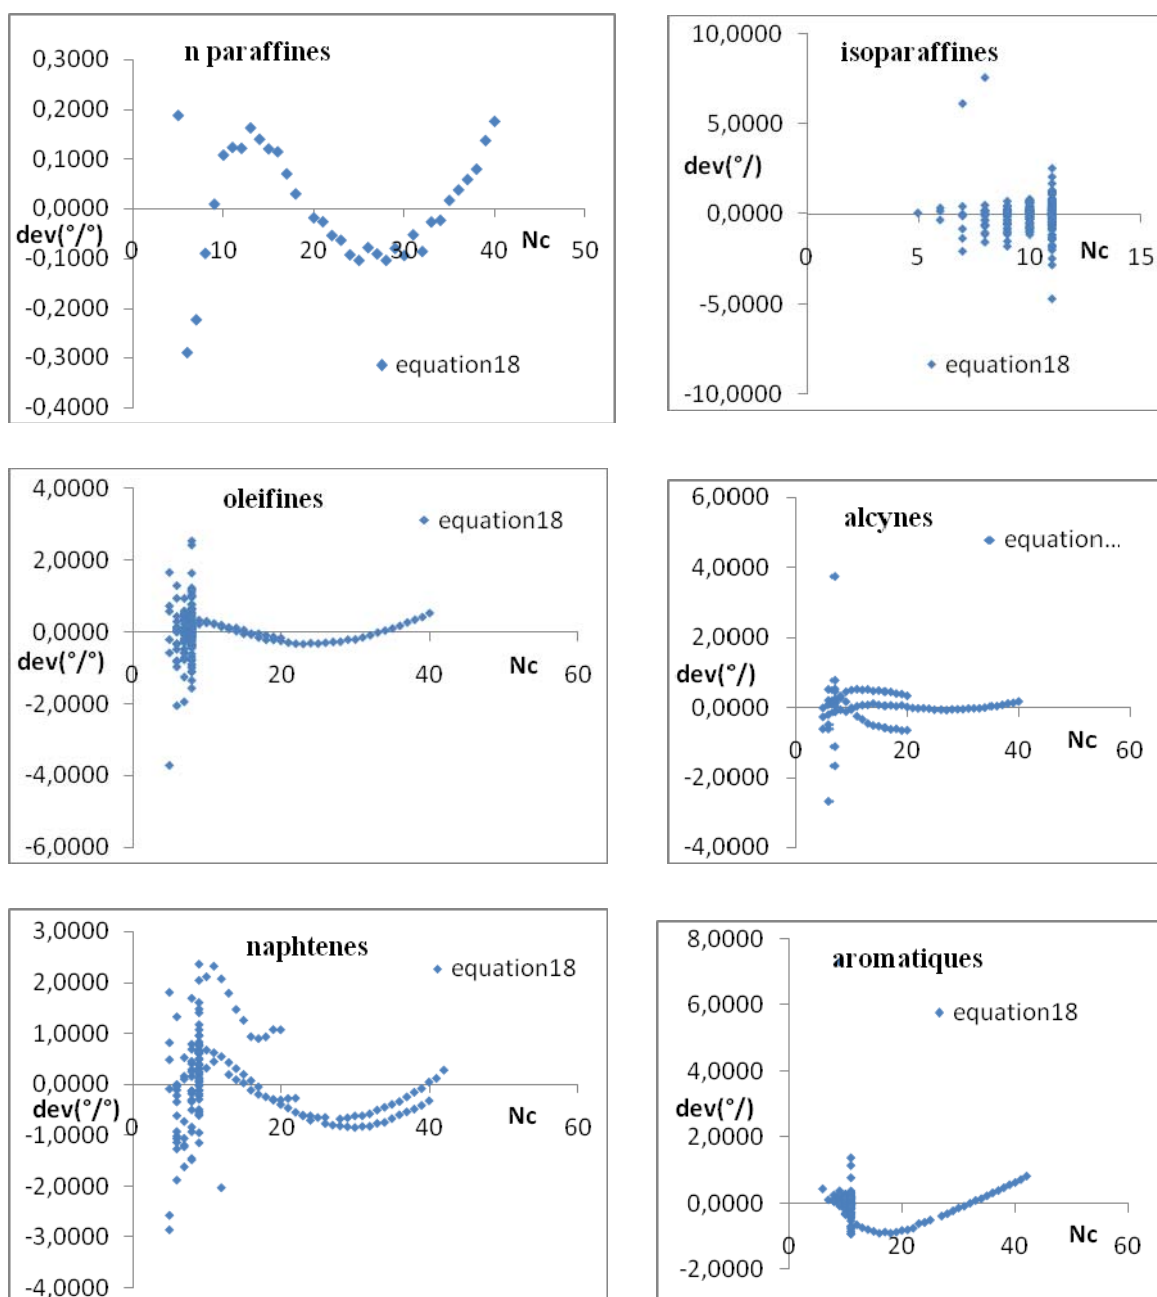 n paraffines
0,3000
0,2000
0,1000
0,0000
-0,1000
-0,2000
-0,3000
-0,4000
dev(°/°)
0
10
20
30
40
50
Nc
equation18
isoparaffines
10,0000
5,0000
0,0000
-5,0000
-10,0000
dev(°/)
0
5
10
15
Nc
equation18
oleifines
4,0000
2,0000
0,0000
-2,0000
-4,0000
-6,0000
dev(°/°)
0
20
40
60
Nc
equation18
alcynes
6,0000
4,0000
2,0000
0,0000
-2,0000
-4,0000
dev(°/)
0
20
40
60
Nc
equation...
naphtenes
3,0000
2,0000
1,0000
0,0000
-1,0000
-2,0000
-3,0000
-4,0000
dev(°/°)
0
20
40
60
Nc
equation18
aromatiques
8,0000
6,0000
4,0000
2,0000
0,0000
-2,0000
dev(°/)
0
20
40
60
Nc
equation18